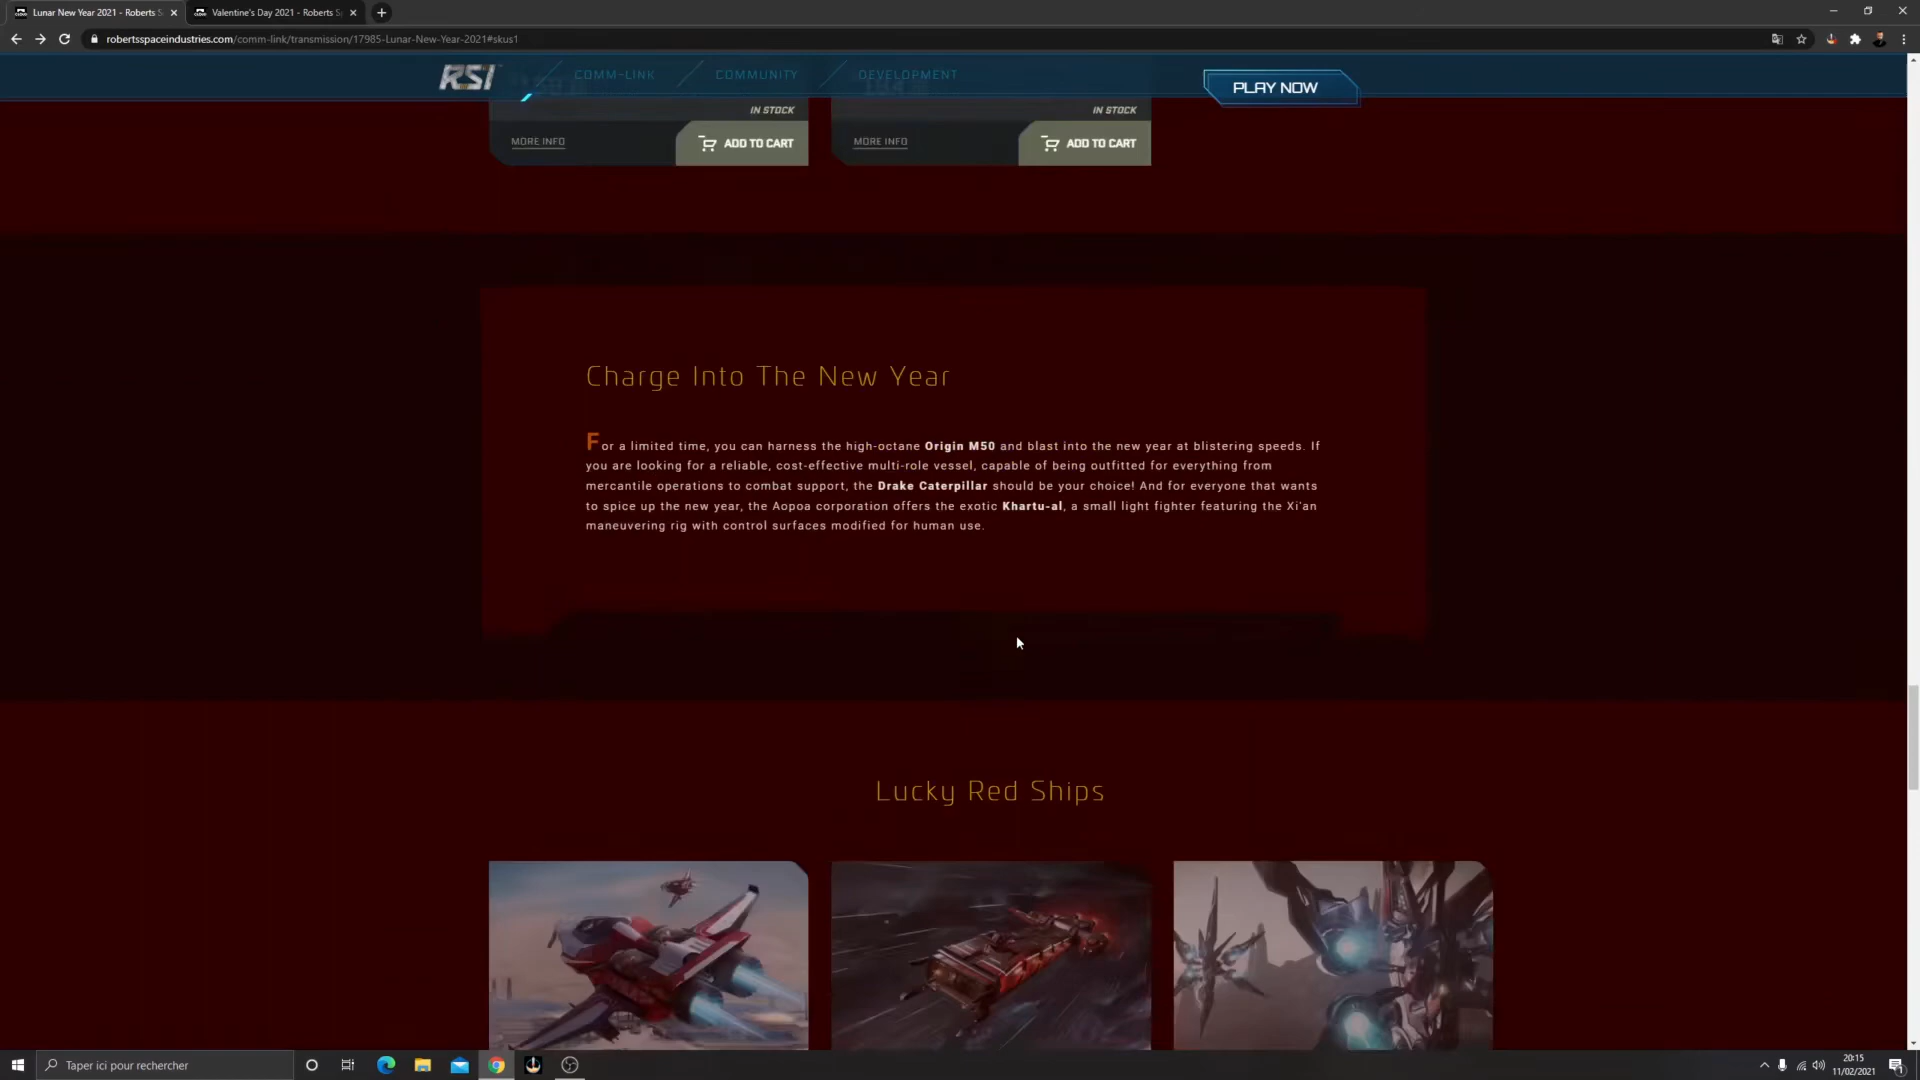 Lunar New Year 2021 - Roberts S
Valentine's Day 2021 - Roberts S
robertsspaceindustries.com/comm-link/transmission/17985-Lunar-New-Year-2021#skus1
RSI
COMM-LINK
COMMUNITY
DEVELOPMENT
PLAY NOW
IN STOCK
IN STOCK
MORE INFO
ADD TO CART
MORE INFO
ADD TO CART
Charge Into The New Year
For a limited time, you can harness the high-octane Origin M50 and blast into the new year at blistering speeds. If
you are looking for a reliable, cost-effective multi-role vessel, capable of being outfitted for everything from
mercantile operations to combat support, the Drake Caterpillar should be your choice! And for everyone that wants
to spice up the new year, the Aopoa corporation offers the exotic Khartu-al, a small light fighter featuring the Xi'an
maneuvering rig with control surfaces modified for human use.
Lucky Red Ships
Taper ici pour rechercher
20:15
11/02/2021